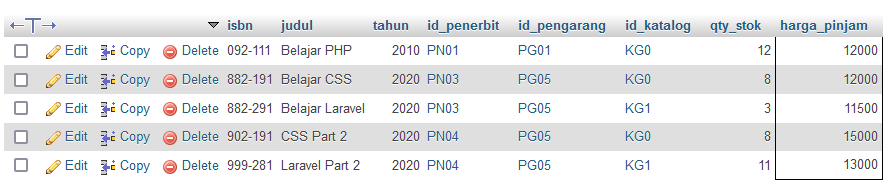 isbn judul tahun id_penerbit id_pengarang id_katalog qty_stok harga_pinjam
Edit Copy Delete 092-111 Belajar PHP 2010 PN01 PG01 KG0 12 12000
Edit Copy Delete 882-191 Belajar CSS 2020 PN03 PG05 KG0 8 12000
Edit Copy Delete 882-291 Belajar Laravel 2020 PN03 PG05 KG1 3 11500
Edit Copy Delete 902-191 CSS Part 2 2020 PN04 PG05 KG0 8 15000
Edit Copy Delete 999-281 Laravel Part 2 2020 PN04 PG05 KG1 11 13000